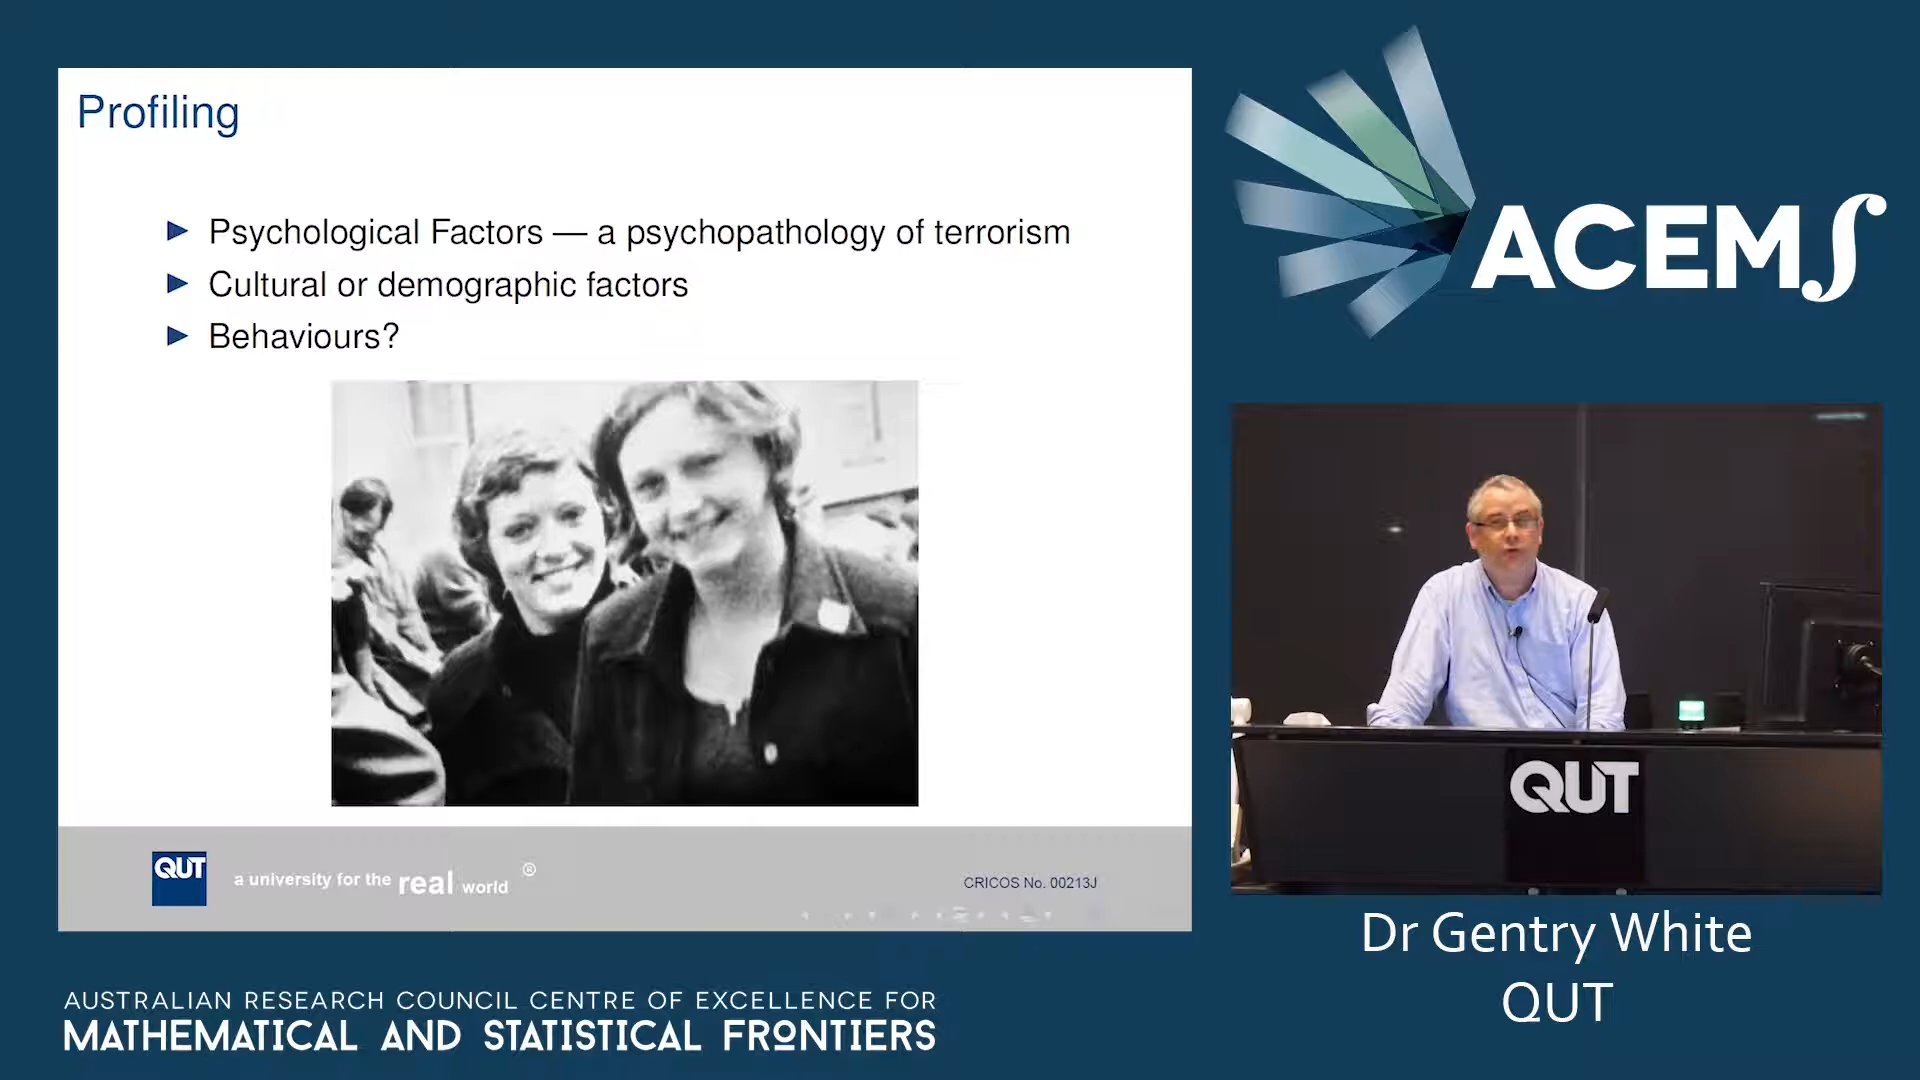 Profiling
Psychological Factors — a psychopathology of terrorism
Cultural or demographic factors
Behaviours?
QUT
a university for the real world ®
CRICOS No. 00213J
AUSTRALIAN RESEARCH COUNCIL CENTRE OF EXCELLENCE FOR
MATHEMATICAL AND STATISTICAL FRONTIERS
ACEMS
QUT
Dr Gentry White
QUT